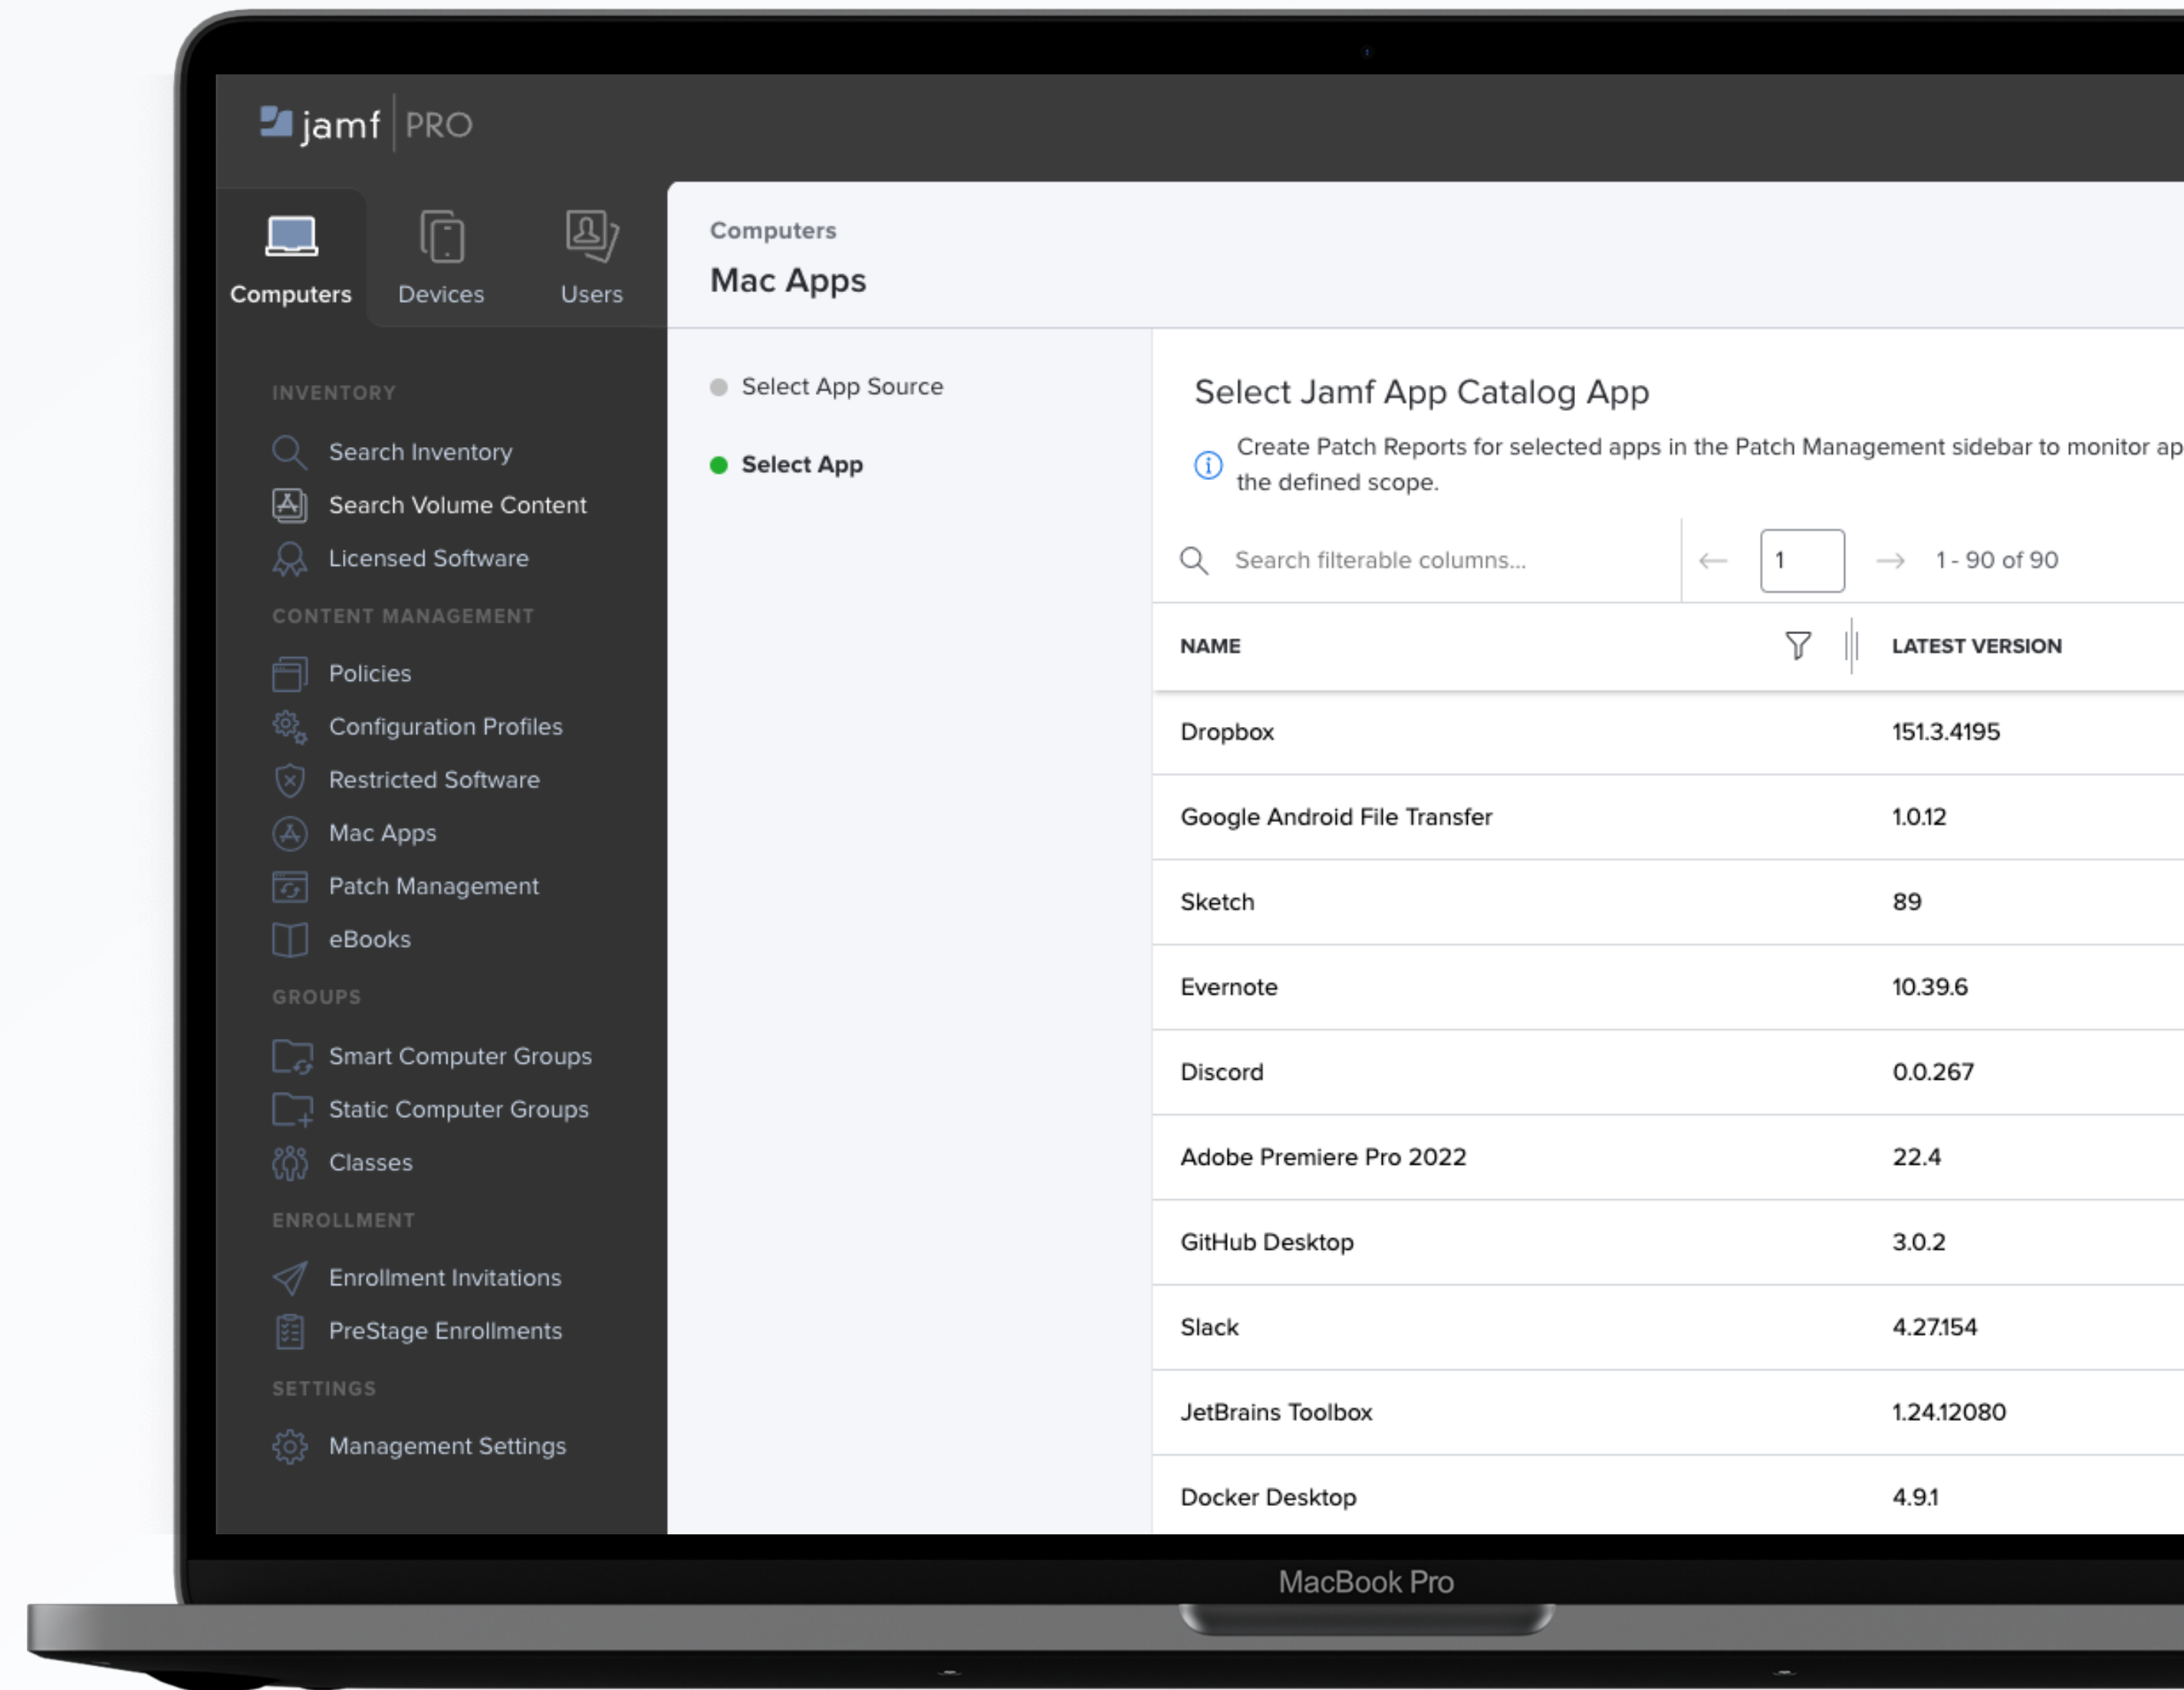 jamf PRO
Computers
Devices
Users
INVENTORY
Search Inventory
Search Volume Content
Licensed Software
CONTENT MANAGEMENT
Policies
Configuration Profiles
Restricted Software
Mac Apps
Patch Management
eBooks
GROUPS
Smart Computer Groups
Static Computer Groups
Classes
ENROLLMENT
Enrollment Invitations
PreStage Enrollments
SETTINGS
Management Settings
Computers
Mac Apps
Select App Source
Select App
Select Jamf App Catalog App
Create Patch Reports for selected apps in the Patch Management sidebar to monitor ap
the defined scope.
Search filterable columns...
1
1 - 90 of 90
NAME
LATEST VERSION
Dropbox
151.3.4195
Google Android File Transfer
1.0.12
Sketch
89
Evernote
10.39.6
Discord
0.0.267
Adobe Premiere Pro 2022
22.4
GitHub Desktop
3.0.2
Slack
4.27.154
JetBrains Toolbox
1.24.12080
Docker Desktop
4.9.1
MacBook Pro